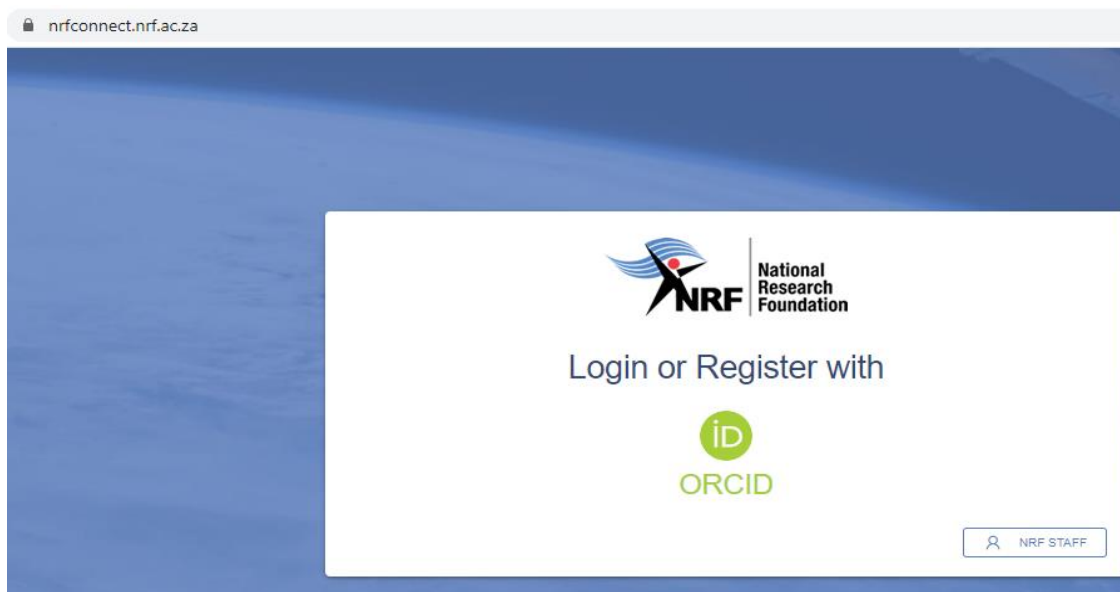 nrfconnect.nrf.ac.za
NRF
National
Research
Foundation
Login or Register with
iD
ORCID
NRF STAFF